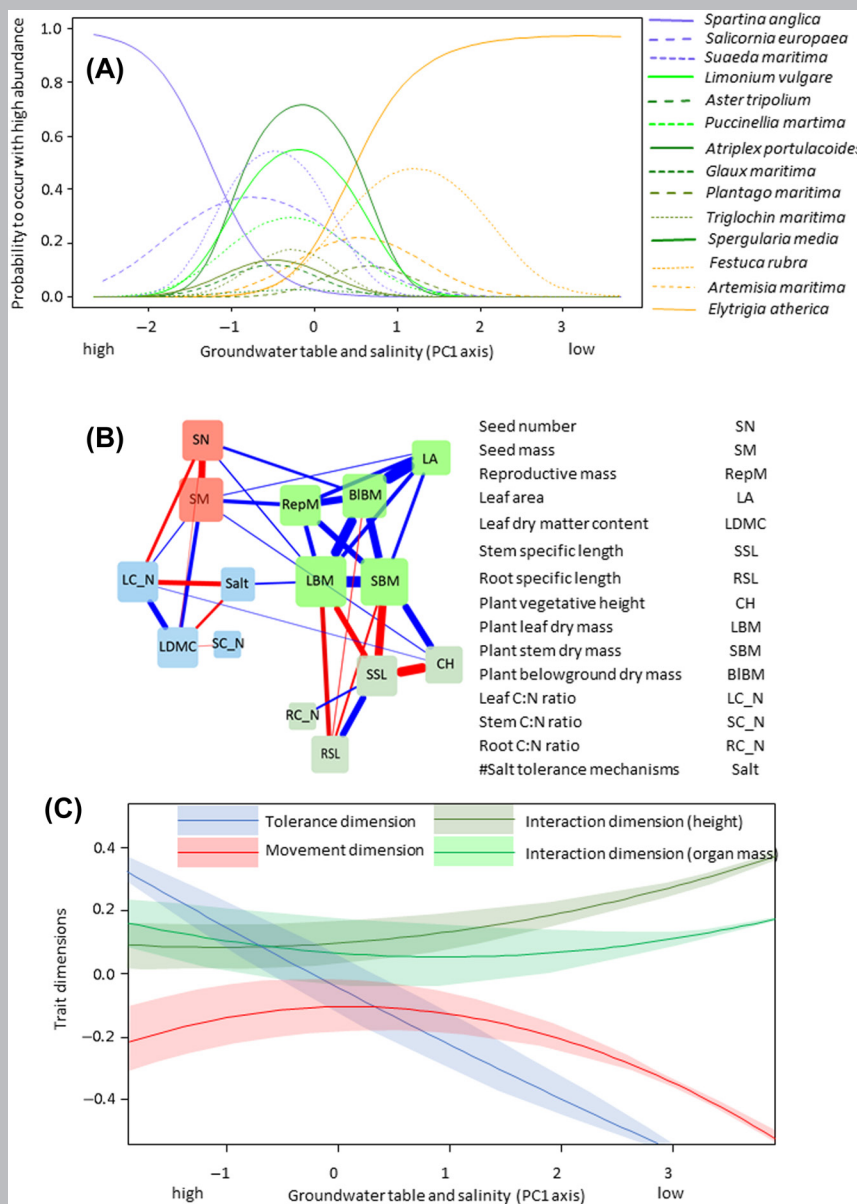 (A)
Probability to occur with high abundance
1.0
0.8
0.6
0.4
0.2
0.0
−2
−1
0
1
2
3
high
Groundwater table and salinity (PC1 axis)
low
Spartina anglica
Salicornia europaea
Suaeda maritima
Limonium vulgare
Aster tripolium
Puccinellia martima
Atriplex portulacoides
Glaux maritima
Plantago maritima
Triglochin maritima
Spergularia media
Festuca rubra
Artemisia maritima
Elytrigia atherica
(B)
SN
SM
RepM
BlBM
LA
LC_N
Salt
LBM
SBM
LDMC
SC_N
SSL
CH
RC_N
RSL
Seed number SN
Seed mass SM
Reproductive mass RepM
Leaf area LA
Leaf dry matter content LDMC
Stem specific length SSL
Root specific length RSL
Plant vegetative height CH
Plant leaf dry mass LBM
Plant stem dry mass SBM
Plant belowground dry mass BlBM
Leaf C:N ratio LC_N
Stem C:N ratio SC_N
Root C:N ratio RC_N
#Salt tolerance mechanisms Salt
(C)
Tolerance dimension
Movement dimension
Interaction dimension (height)
Interaction dimension (organ mass)
Trait dimensions
0.4
0.2
0.0
−0.2
−0.4
−1
0
1
2
3
high
Groundwater table and salinity (PC1 axis)
low